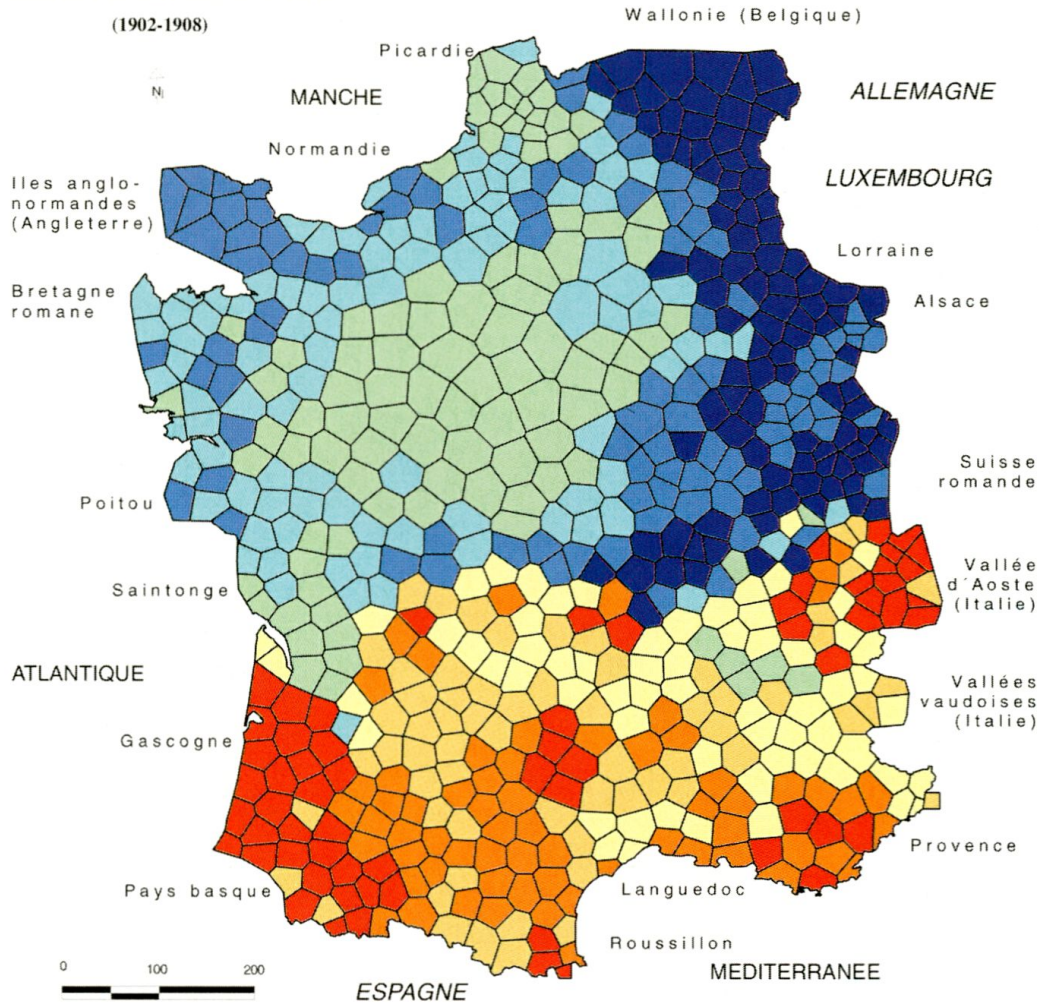 (1902-1908)
Wallonie (Belgique)
Picardie
N
MANCHE
ALLEMAGNE
Normandie
Iles anglo-
normandes
(Angleterre)
LUXEMBOURG
Lorraine
Bretagne
romane
Alsace
Suisse
romande
Poitou
Vallée
d´Aoste
(Italie)
Saintonge
ATLANTIQUE
Vallées
vaudoises
(Italie)
Gascogne
Provence
Pays basque
Languedoc
Roussillon
MEDITERRANEE
0 100 200
ESPAGNE